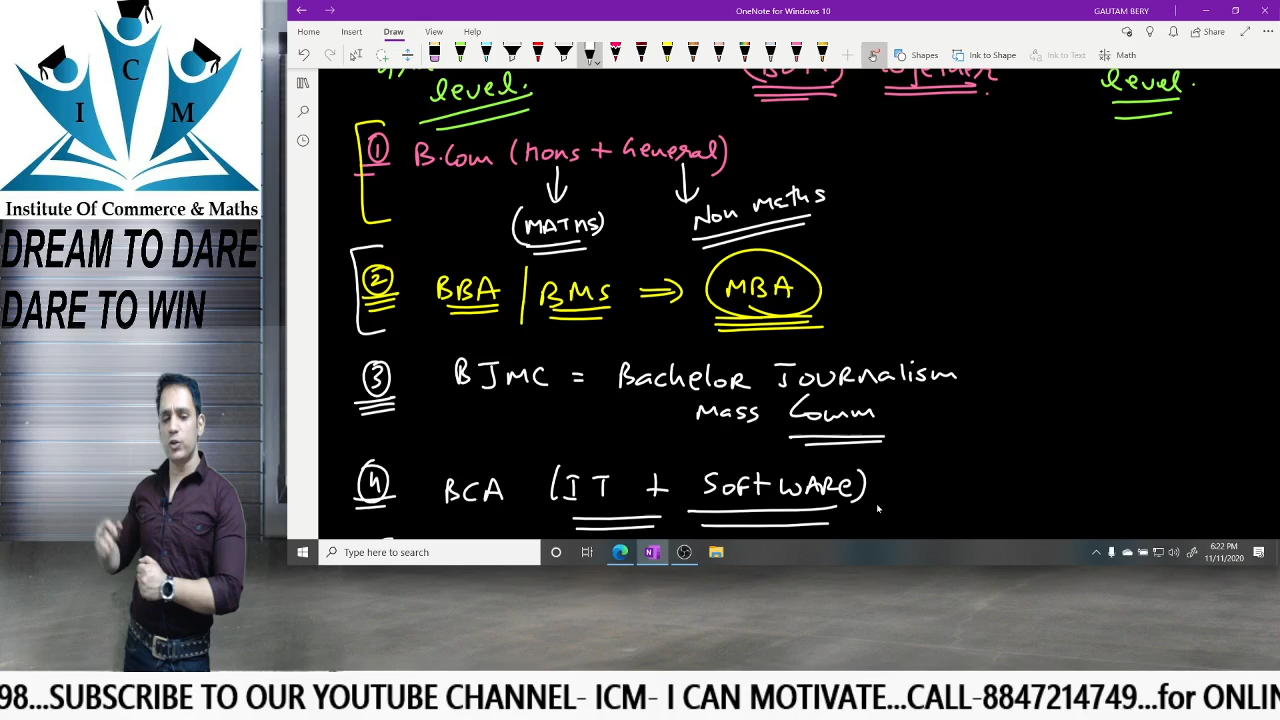 OneNote for Windows 10
GAUTAM BERY
Home Insert Draw View Help
Share
Shapes
Ink to Shape
Ink to Text
Math
level.
level.
① B.Com (Hons + General)
(MATHS)
Non maths
② BBA | BMS ⇒ MBA
③ BJMC = Bachelor Journalism
Mass Comm
④ BCA (IT + Software)
Type here to search
6:22 PM
11/11/2020
I C M
Institute Of Commerce & Maths
DREAM TO DARE
DARE TO WIN
98...SUBSCRIBE TO OUR YOUTUBE CHANNEL- ICM- I CAN MOTIVATE...CALL-8847214749...for ONLI